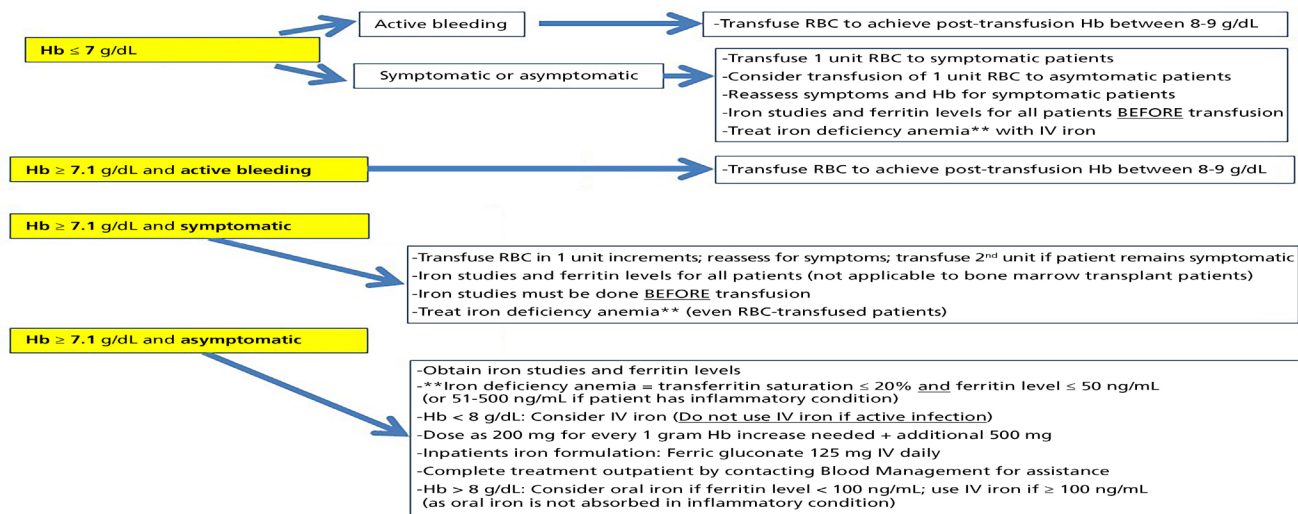 Active bleeding
-Transfuse RBC to achieve post-transfusion Hb between 8-9 g/dL
Hb ≤ 7 g/dL
Symptomatic or asymptomatic
-Transfuse 1 unit RBC to symptomatic patients
-Consider transfusion of 1 unit RBC to asymtomatic patients
-Reassess symptoms and Hb for symptomatic patients
-Iron studies and ferritin levels for all patients BEFORE transfusion
-Treat iron deficiency anemia** with IV iron
Hb ≥ 7.1 g/dL and active bleeding
-Transfuse RBC to achieve post-transfusion Hb between 8-9 g/dL
Hb ≥ 7.1 g/dL and symptomatic
-Transfuse RBC in 1 unit increments; reassess for symptoms; transfuse 2nd unit if patient remains symptomatic
-Iron studies and ferritin levels for all patients (not applicable to bone marrow transplant patients)
-Iron studies must be done BEFORE transfusion
-Treat iron deficiency anemia** (even RBC-transfused patients)
Hb ≥ 7.1 g/dL and asymptomatic
-Obtain iron studies and ferritin levels
-**Iron deficiency anemia = transferritin saturation ≤ 20% and ferritin level ≤ 50 ng/mL
(or 51-500 ng/mL if patient has inflammatory condition)
-Hb < 8 g/dL: Consider IV iron (Do not use IV iron if active infection)
-Dose as 200 mg for every 1 gram Hb increase needed + additional 500 mg
-Inpatients iron formulation: Ferric gluconate 125 mg IV daily
-Complete treatment outpatient by contacting Blood Management for assistance
-Hb > 8 g/dL: Consider oral iron if ferritin level < 100 ng/mL; use IV iron if ≥ 100 ng/mL
(as oral iron is not absorbed in inflammatory condition)